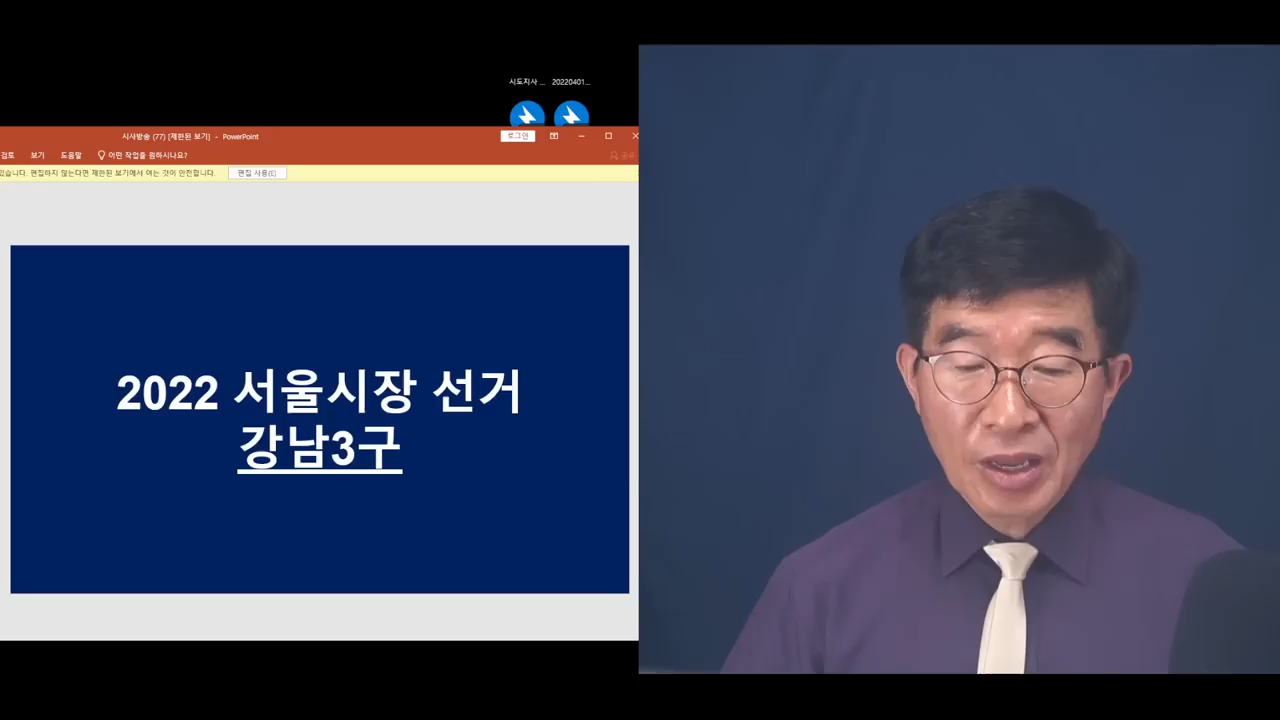 시도지사 ... 20220401...
시사방송 (77) [제한된 보기] - PowerPoint
로그인
검토 보기 도움말 어떤 작업을 원하시나요? 공유
있습니다. 편집하지 않는다면 제한된 보기에서 여는 것이 안전합니다. 편집 사용(E)
2022 서울시장 선거
강남3구